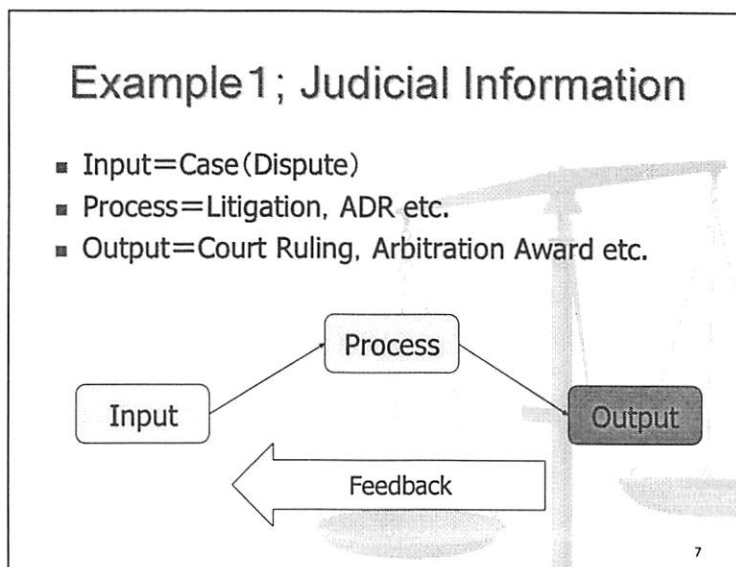 Example1; Judicial Information
■ Input＝Case(Dispute)
■ Process＝Litigation, ADR etc.
■ Output＝Court Ruling, Arbitration Award etc.
Process
Input
Output
Feedback
7